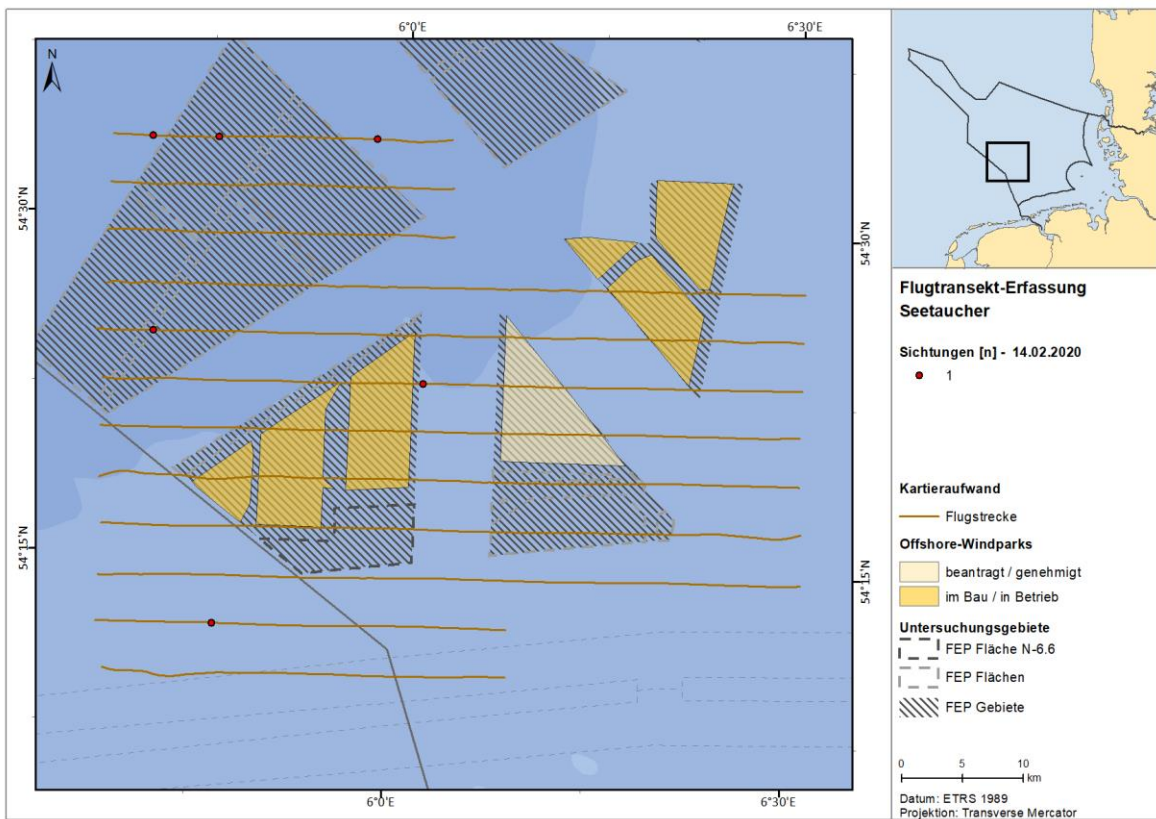 6°0'E
6°30'E
N
54°30'N
54°30'N
54°15'N
54°15'N
6°0'E
6°30'E
Flugtransekt-Erfassung
Seetaucher
Sichtungen [n] - 14.02.2020
1
Kartieraufwand
Flugstrecke
Offshore-Windparks
beantragt / genehmigt
im Bau / in Betrieb
Untersuchungsgebiete
FEP Fläche N-6.6
FEP Flächen
FEP Gebiete
0 5 10
km
Datum: ETRS 1989
Projektion: Transverse Mercator